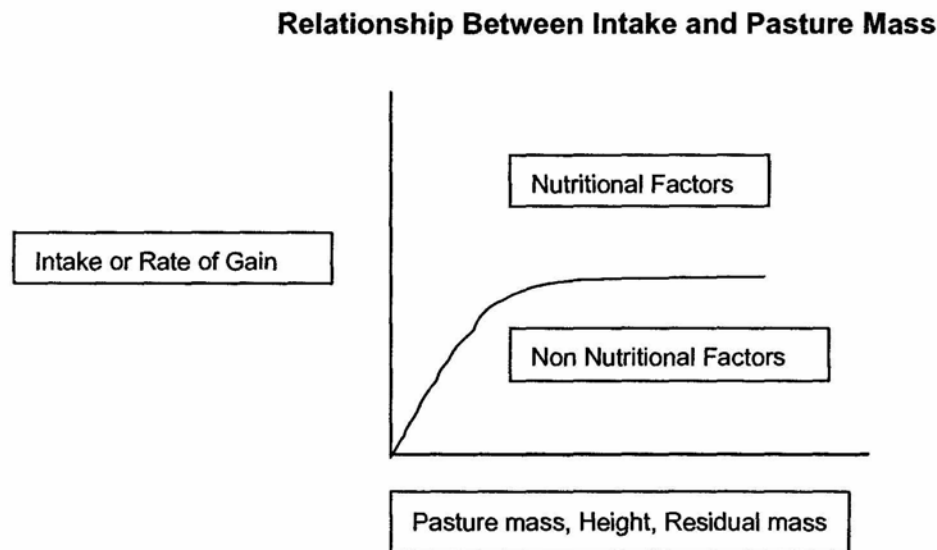 Relationship Between Intake and Pasture Mass
Nutritional Factors
Intake or Rate of Gain
Non Nutritional Factors
Pasture mass, Height, Residual mass